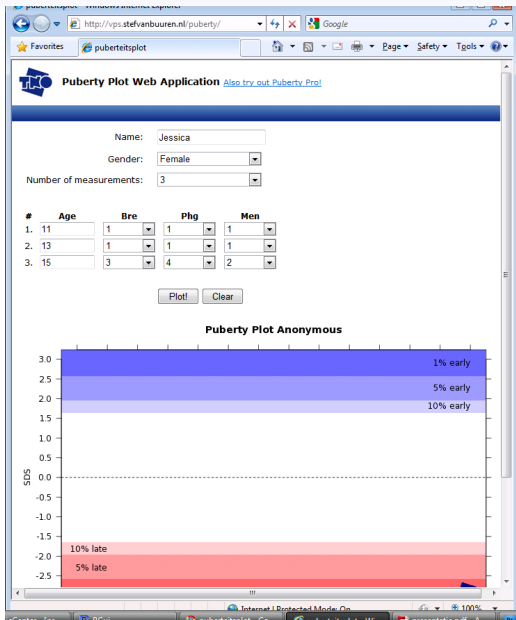 http://vps.stefvanbuuren.nl/puberty/
Google
Favorites
puberteitsplot
Page
Safety
Tools
TNO
Puberty Plot Web Application Also try out Puberty Pro!
Name: Jessica
Gender: Female
Number of measurements: 3
# Age Bre Phg Men
1. 11 1 1 1
2. 13 1 1 1
3. 15 3 4 2
Plot! Clear
Puberty Plot Anonymous
3.0
1% early
2.5
5% early
2.0
10% early
1.5
1.0
0.5
SDS
0.0
-0.5
-1.0
-1.5
10% late
-2.0
5% late
-2.5
Internet | Protected Mode: On
100%